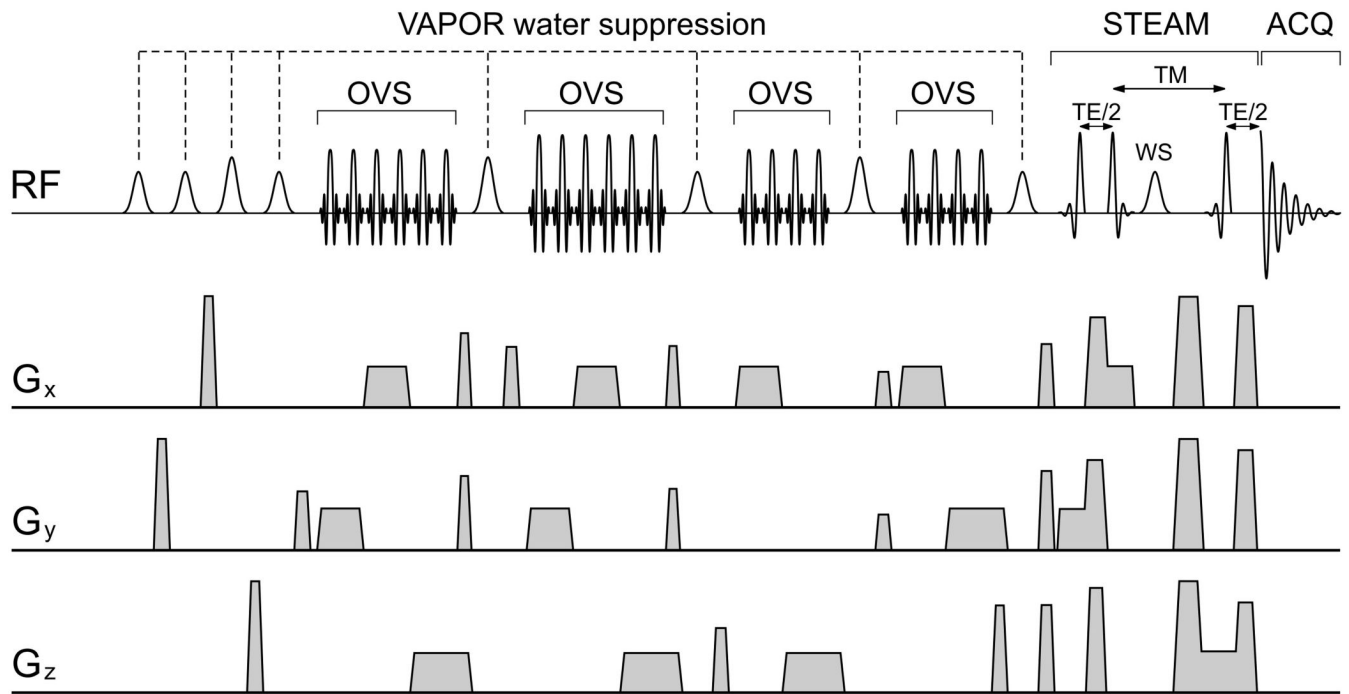 VAPOR water suppression STEAM ACQ
TM
OVS OVS OVS OVS
TE/2 TE/2
WS
RF
Gx
Gy
Gz